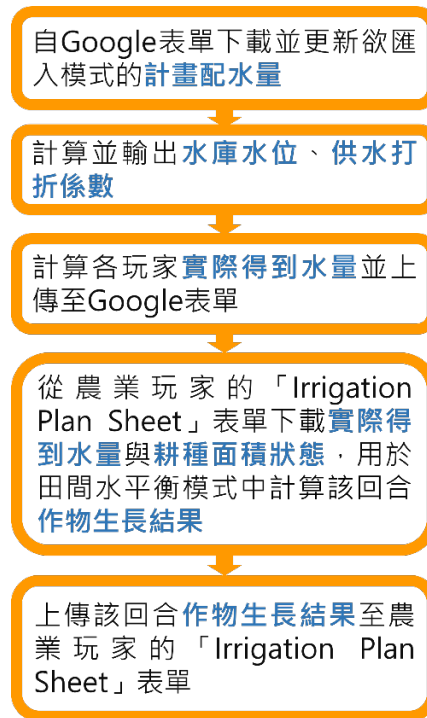 自Google表單下載並更新欲匯
入模式的計畫配水量
計算並輸出水庫水位、供水打
折係數
計算各玩家實際得到水量並上
傳至Google表單
從農業玩家的「Irrigation
Plan Sheet」表單下載實際得
到水量與耕種面積狀態，用於
田間水平衡模式中計算該回合
作物生長結果
上傳該回合作物生長結果至農
業玩家的「Irrigation Plan
Sheet」表單